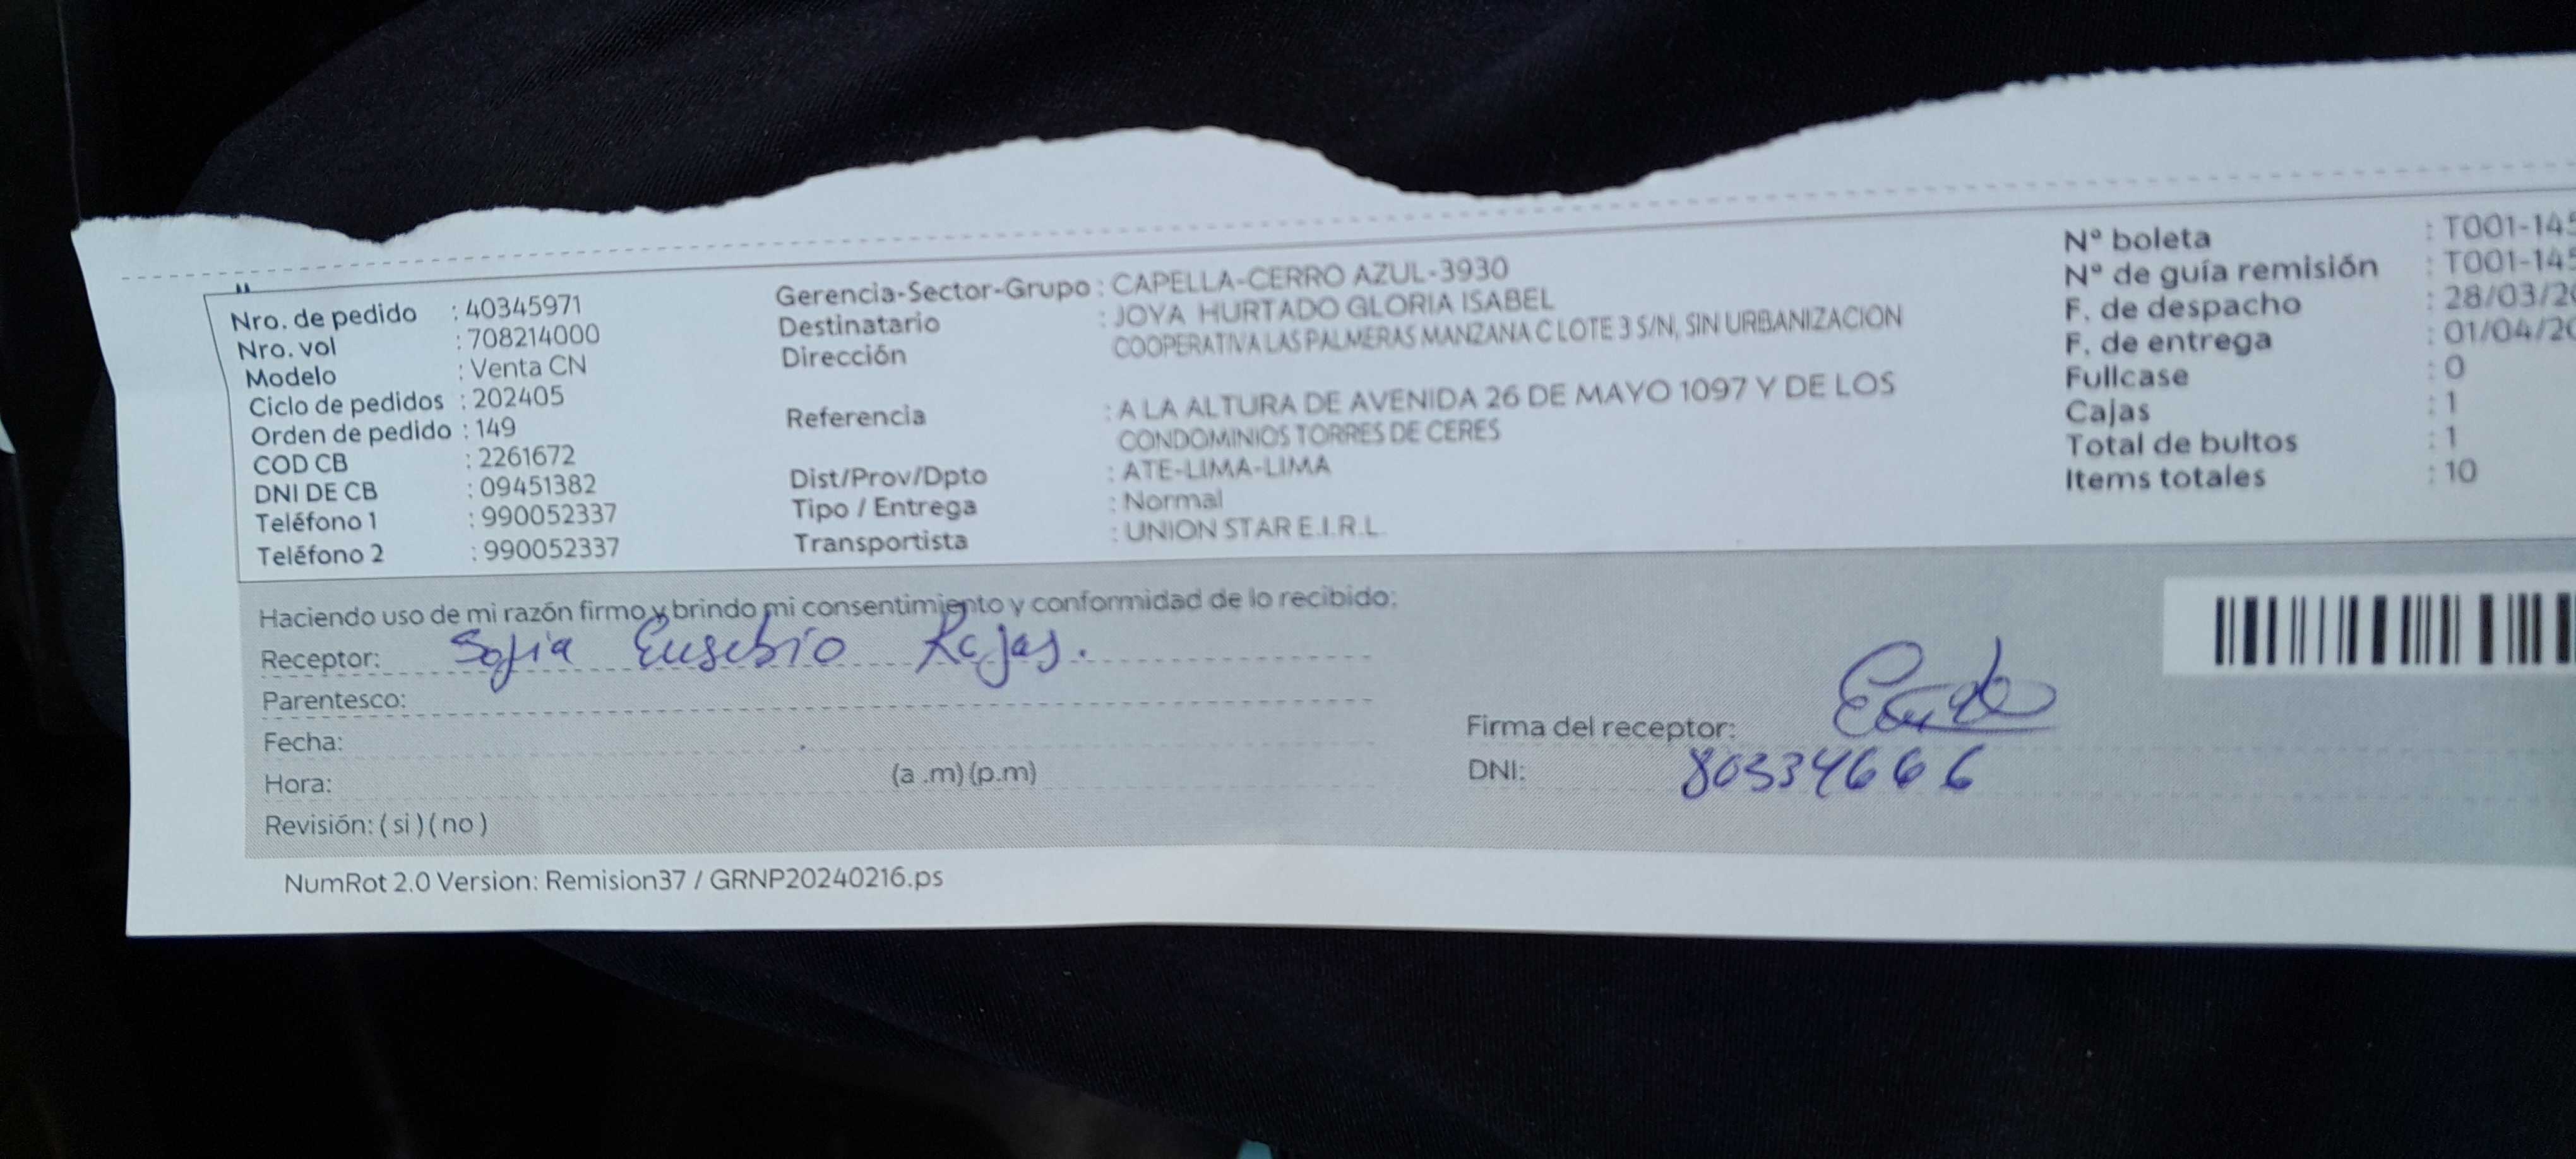 Nro. de pedido : 40345971
Nro. vol : 708214000
Modelo : Venta CN
Ciclo de pedidos : 202405
Orden de pedido : 149
COD CB : 2261672
DNI DE CB : 09451382
Teléfono 1 : 990052337
Teléfono 2 : 990052337
Gerencia-Sector-Grupo : CAPELLA-CERRO AZUL-3930
Destinatario : JOYA HURTADO GLORIA ISABEL
Dirección COOPERATIVA LAS PALMERAS MANZANA C LOTE 3 S/N, SIN URBANIZACION
Referencia : A LA ALTURA DE AVENIDA 26 DE MAYO 1097 Y DE LOS
CONDOMINIOS TORRES DE CERES
Dist/Prov/Dpto : ATE-LIMA-LIMA
Tipo / Entrega : Normal
Transportista : UNION STAR E.I.R.L.
N° boleta : T001-145
N° de guía remisión : T001-145
F. de despacho : 28/03/20
F. de entrega : 01/04/20
Fullcase : 0
Cajas : 1
Total de bultos : 1
Items totales : 10
Haciendo uso de mi razón firmo y brindo mi consentimiento y conformidad de lo recibido:
Receptor: Sofia Eusebio Rojas.
Parentesco:
Fecha:
Hora: (a .m) (p.m)
Revisión: ( si ) ( no )
Firma del receptor:
DNI: 80334666
NumRot 2.0 Version: Remision37 / GRNP20240216.ps